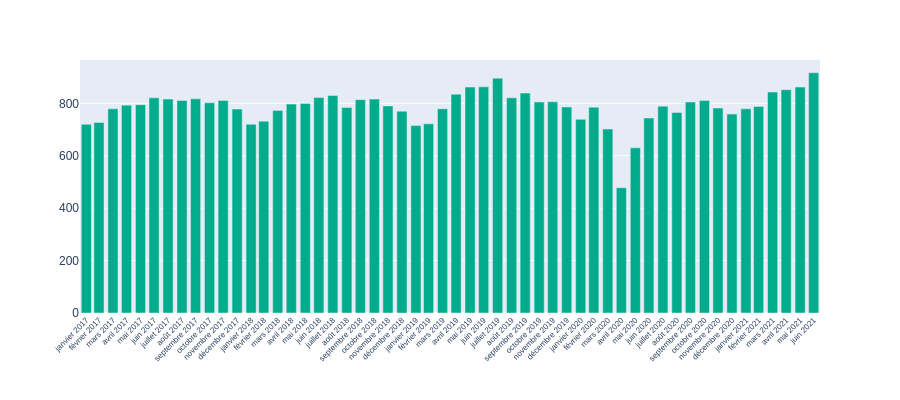 800
600
400
200
0
janvier 2017
février 2017
mars 2017
avril 2017
mai 2017
juin 2017
juillet 2017
août 2017
septembre 2017
octobre 2017
novembre 2017
décembre 2017
janvier 2018
février 2018
mars 2018
avril 2018
mai 2018
juin 2018
juillet 2018
août 2018
septembre 2018
octobre 2018
novembre 2018
décembre 2018
janvier 2019
février 2019
mars 2019
avril 2019
mai 2019
juin 2019
juillet 2019
août 2019
septembre 2019
octobre 2019
novembre 2019
décembre 2019
janvier 2020
février 2020
mars 2020
avril 2020
mai 2020
juin 2020
juillet 2020
août 2020
septembre 2020
octobre 2020
novembre 2020
décembre 2020
janvier 2021
février 2021
mars 2021
avril 2021
mai 2021
juin 2021